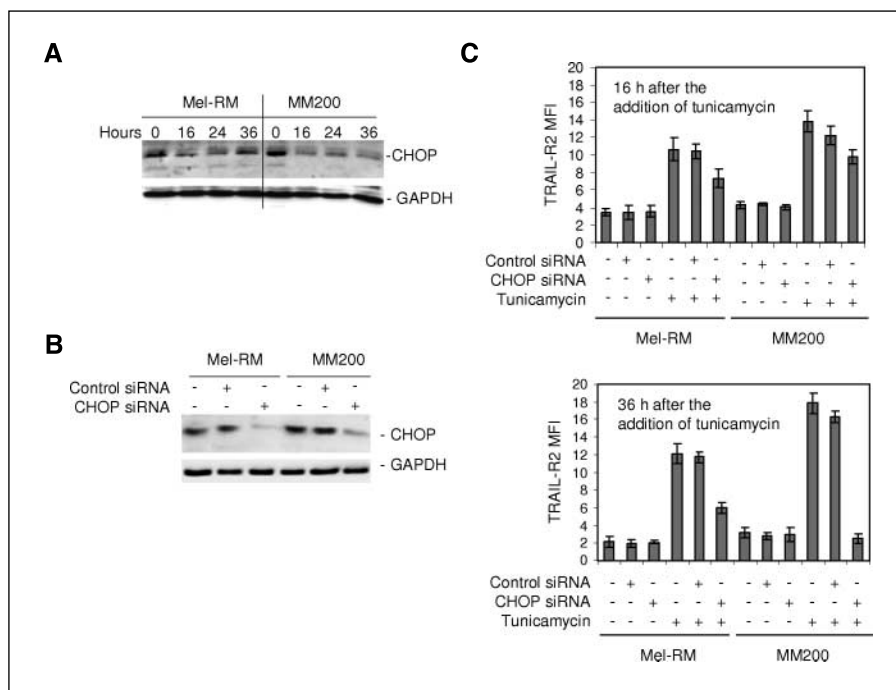 A
Mel-RM MM200
Hours 0 16 24 36 0 16 24 36
-CHOP
- GAPDH
B
Mel-RM MM200
Control siRNA - + - - + -
CHOP siRNA - - + - - +
- CHOP
- GAPDH
C
16 h after the
addition of tunicamycin
TRAIL-R2 MFI
20
18
16
14
12
10
8
6
4
2
0
Control siRNA - + - - + - - + - - + -
CHOP siRNA - - + - - + - - + - - +
Tunicamycin - - - + + + - - - + + +
Mel-RM MM200
36 h after the
addition of tunicamycin
TRAIL-R2 MFI
20
18
16
14
12
10
8
6
4
2
0
Control siRNA - + - - + - - + - - + -
CHOP siRNA - - + - - + - - + - - +
Tunicamycin - - - + + + - - - + + +
Mel-RM MM200